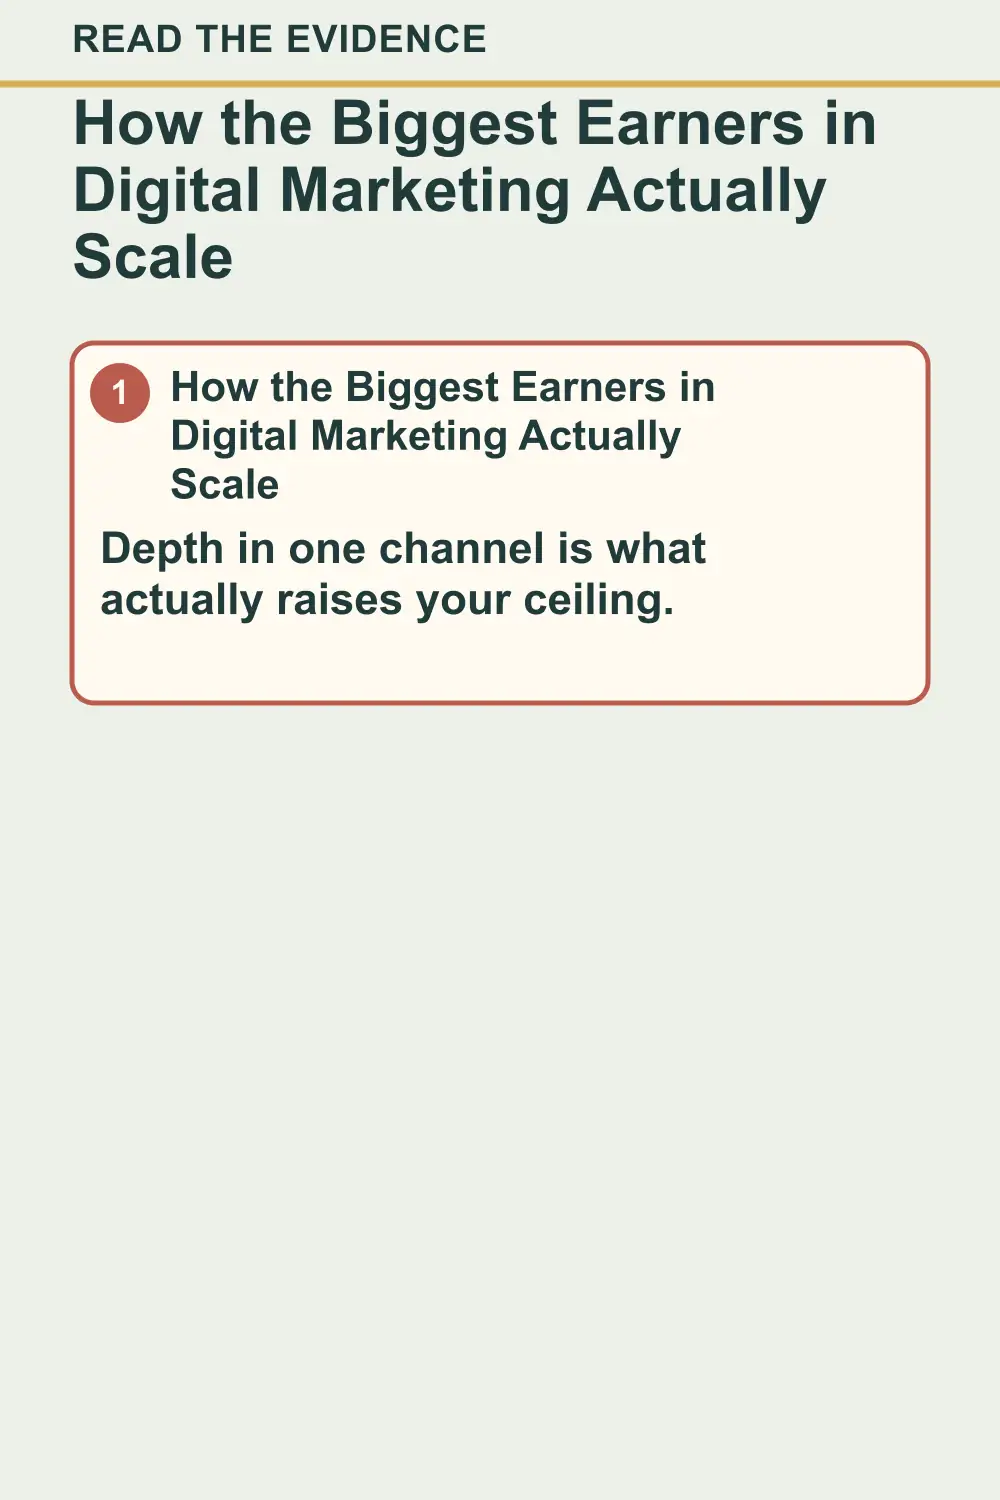 READ THE EVIDENCE
How the Biggest Earners in
Digital Marketing Actually
Scale
1
How the Biggest Earners in
Digital Marketing Actually
Scale
Depth in one channel is what
actually raises your ceiling.